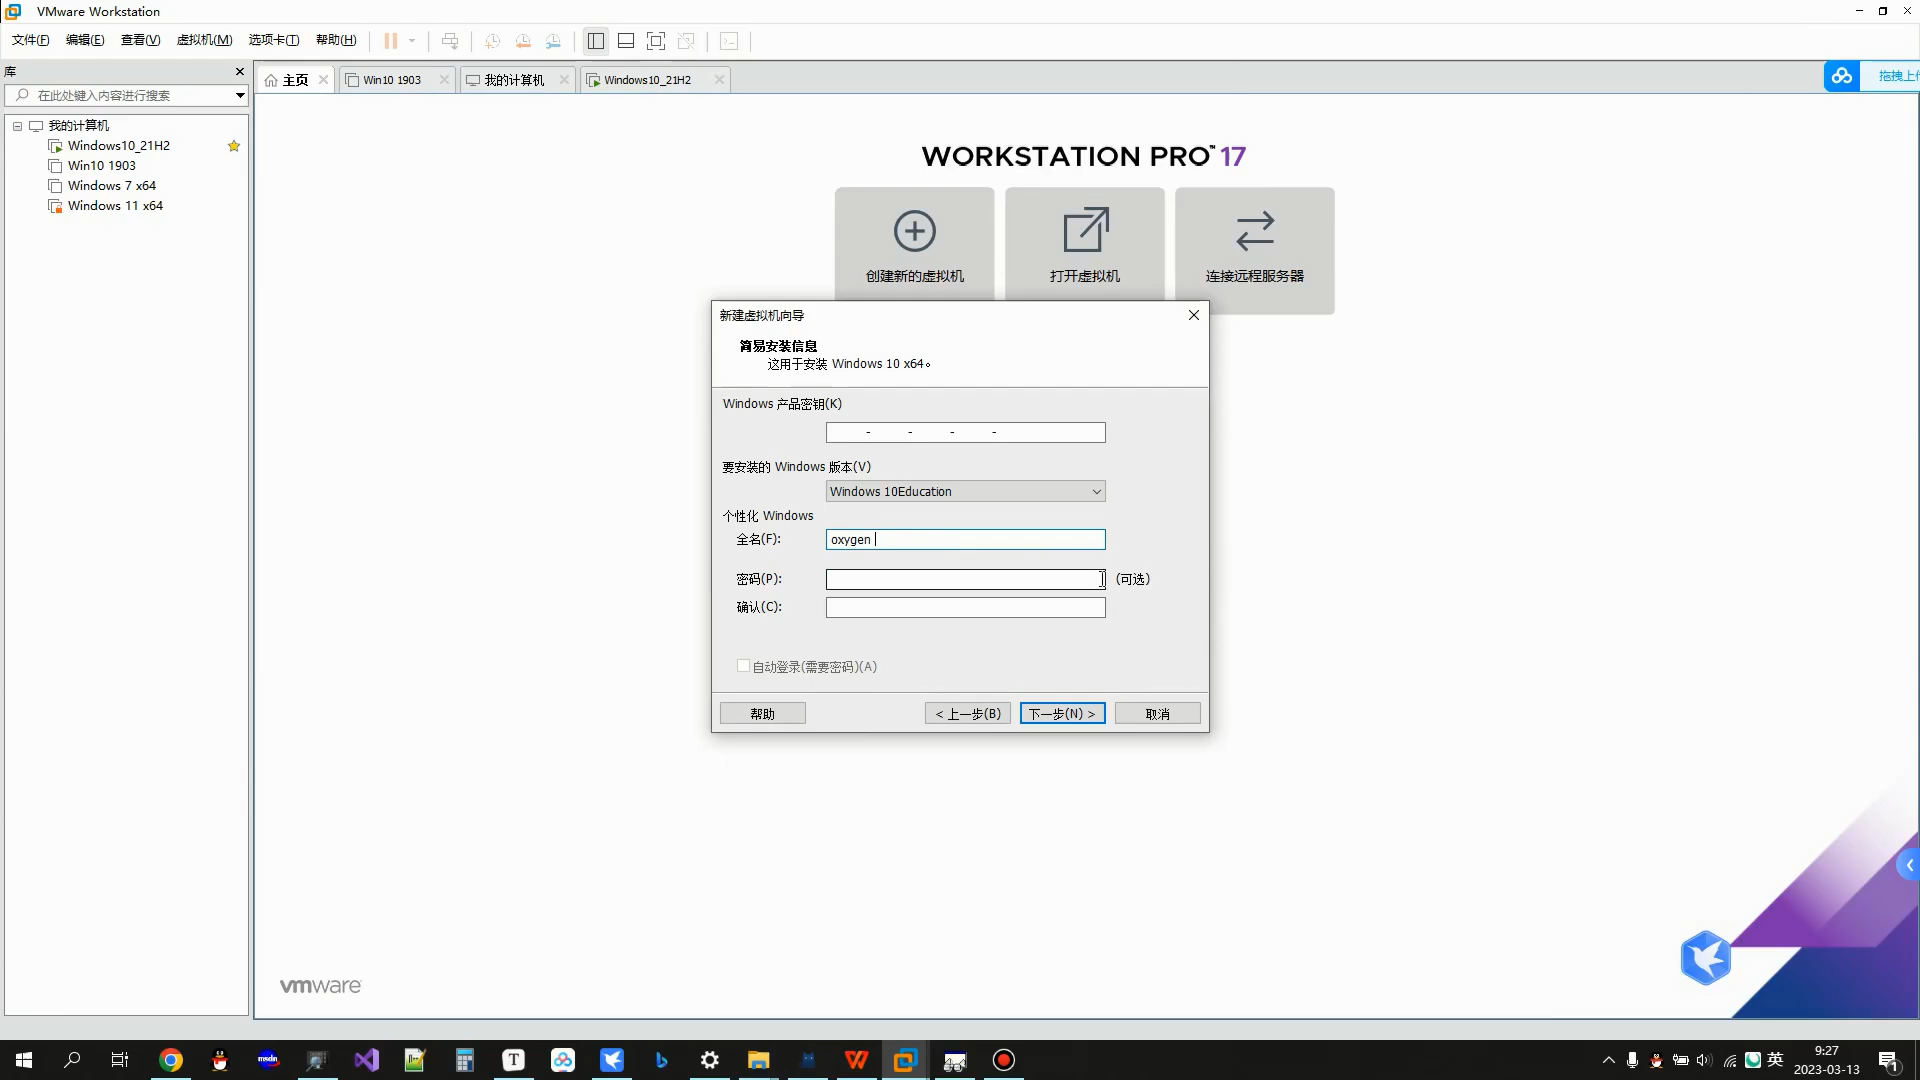 VMware Workstation
文件(F) 编辑(E) 查看(V) 虚拟机(M) 选项卡(T) 帮助(H)
库
主页
Win10 1903
我的计算机
Windows10_21H2
拖拽上传
在此处键入内容进行搜索
我的计算机
Windows10_21H2
Win10 1903
Windows 7 x64
Windows 11 x64
WORKSTATION PRO™ 17
创建新的虚拟机
打开虚拟机
连接远程服务器
新建虚拟机向导
简易安装信息
这用于安装 Windows 10 x64。
Windows 产品密钥(K)
- - - -
要安装的 Windows 版本(V)
Windows 10Education
个性化 Windows
全名(F):
oxygen
密码(P):
(可选)
确认(C):
自动登录(需要密码)(A)
帮助
< 上一步(B)
下一步(N) >
取消
vmware
英
9:27
2023-03-13
1